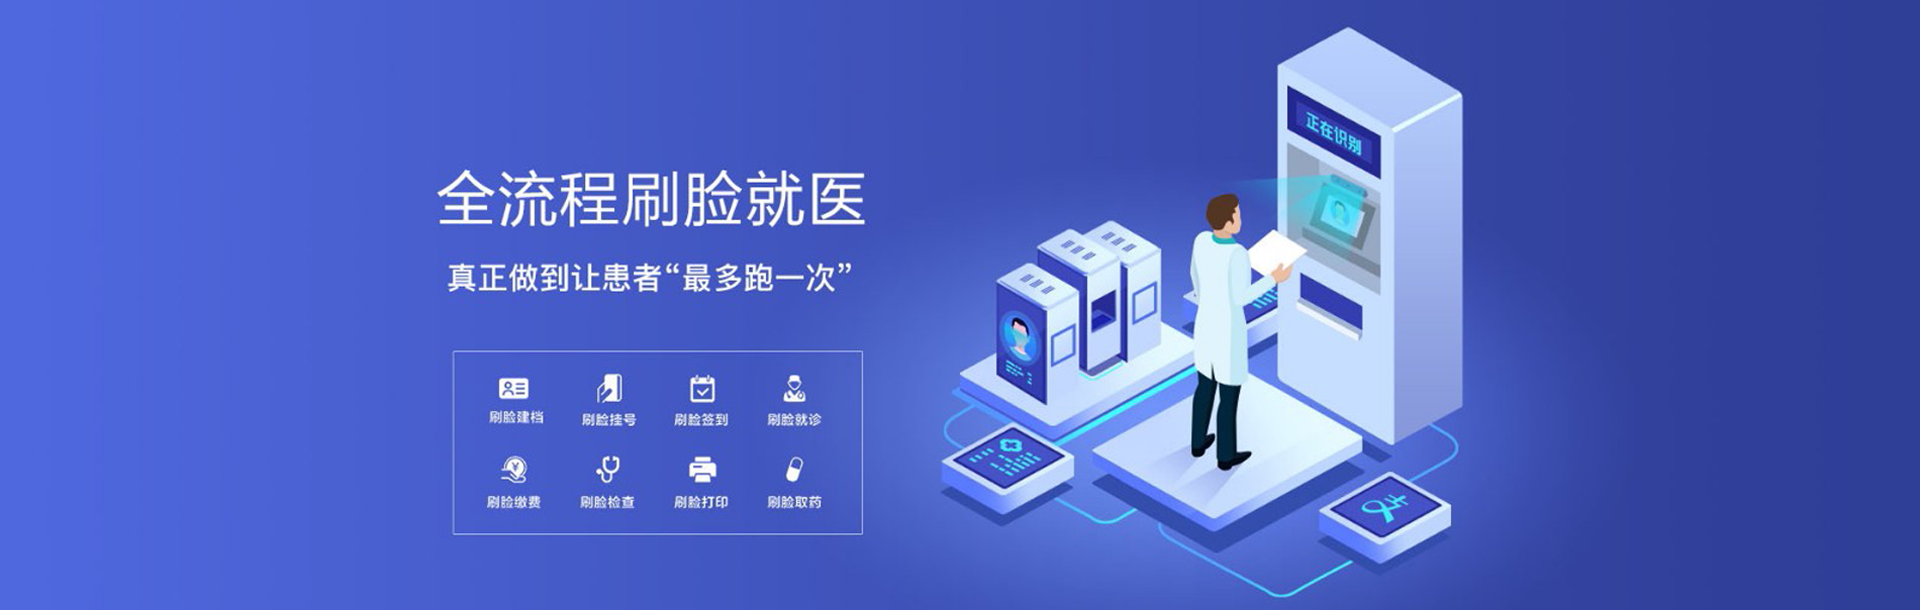 全流程刷脸就医
真正做到让患者“最多跑一次”
刷脸建档 刷脸挂号 刷脸签到 刷脸就诊
刷脸缴费 刷脸检查 刷脸打印 刷脸取药
正在识别